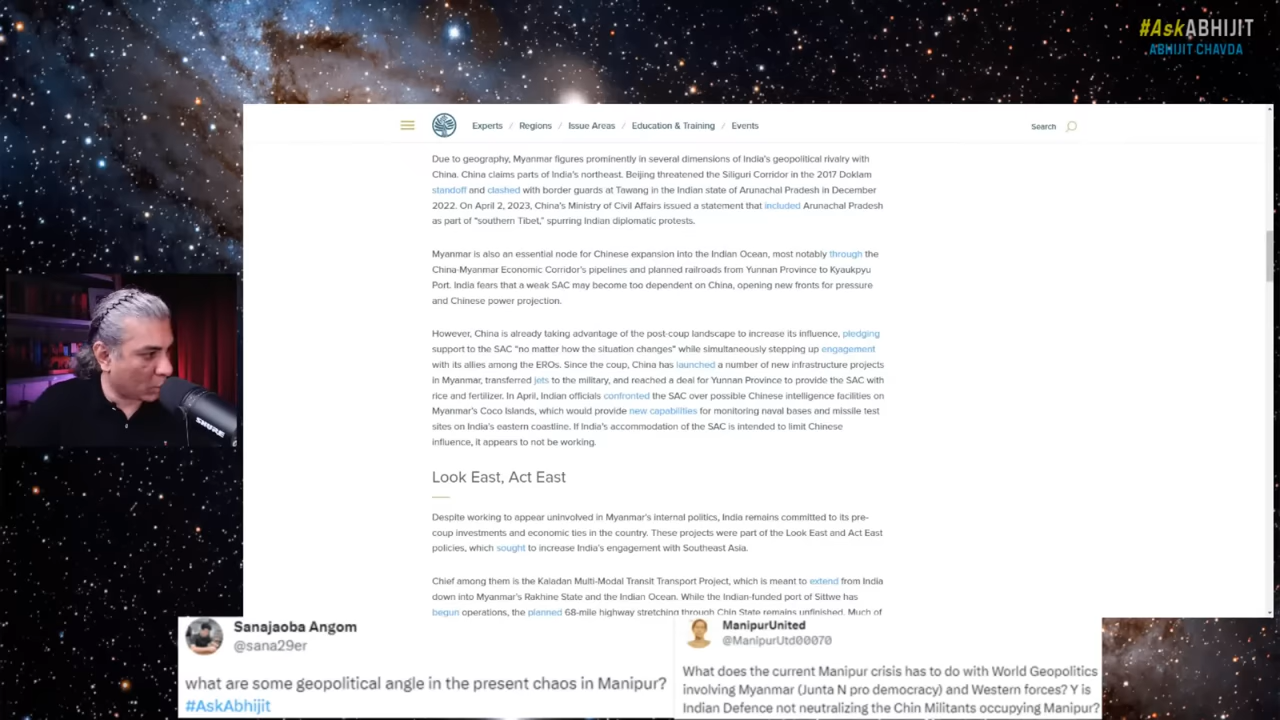 #AskABHIJIT
ABHIJIT CHAVDA
Experts / Regions / Issue Areas / Education & Training / Events
Search
Due to geography, Myanmar figures prominently in several dimensions of India's geopolitical rivalry with
China. China claims parts of India's northeast. Beijing threatened the Siliguri Corridor in the 2017 Doklam
standoff and clashed with border guards at Tawang in the Indian state of Arunachal Pradesh in December
2022. On April 2, 2023, China's Ministry of Civil Affairs issued a statement that included Arunachal Pradesh
as part of "southern Tibet," spurring Indian diplomatic protests.
Myanmar is also an essential node for Chinese expansion into the Indian Ocean, most notably through the
China-Myanmar Economic Corridor's pipelines and planned railroads from Yunnan Province to Kyaukpyu
Port. India fears that a weak SAC may become too dependent on China, opening new fronts for pressure
and Chinese power projection.
However, China is already taking advantage of the post-coup landscape to increase its influence, pledging
support to the SAC "no matter how the situation changes" while simultaneously stepping up engagement
with its allies among the EROs. Since the coup, China has launched a number of new infrastructure projects
in Myanmar, transferred jets to the military, and reached a deal for Yunnan Province to provide the SAC with
rice and fertilizer. In April, Indian officials confronted the SAC over possible Chinese intelligence facilities on
Myanmar's Coco Islands, which would provide new capabilities for monitoring naval bases and missile test
sites on India's eastern coastline. If India's accommodation of the SAC is intended to limit Chinese
influence, it appears to not be working.
Look East, Act East
Despite working to appear uninvolved in Myanmar's internal politics, India remains committed to its pre-
coup investments and economic ties in the country. These projects were part of the Look East and Act East
policies, which sought to increase India's engagement with Southeast Asia.
Chief among them is the Kaladan Multi-Modal Transit Transport Project, which is meant to extend from India
down into Myanmar's Rakhine State and the Indian Ocean. While the Indian-funded port of Sittwe has
begun operations, the planned 68-mile highway stretching through Chin State remains unfinished. Much of
SHURE
Sanajaoba Angom
@sana29er
what are some geopolitical angle in the present chaos in Manipur?
#AskAbhijit
ManipurUnited
@ManipurUtd00070
What does the current Manipur crisis has to do with World Geopolitics
involving Myanmar (Junta N pro democracy) and Western forces? Y is
Indian Defence not neutralizing the Chin Militants occupying Manipur?